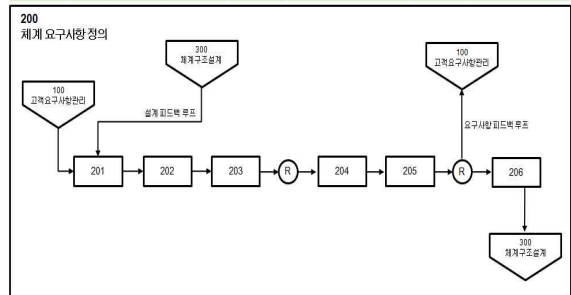 200
체계 요구사항 정의
300
체계구조설계
100
고객요구사항관리
100
고객요구사항관리
설계 피드백 루프
요구사항 피드백 루프
201
202
203
R
204
205
R
206
300
체계구조설계